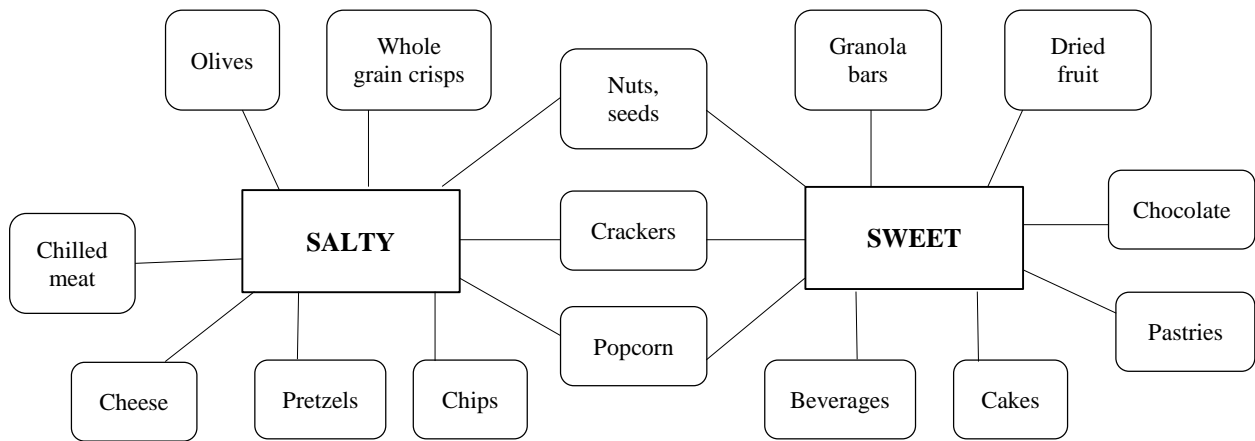 Olives
Whole
grain crisps
Nuts,
seeds
Granola
bars
Dried
fruit
Chilled
meat
SALTY
Crackers
SWEET
Chocolate
Cheese
Pretzels
Chips
Popcorn
Beverages
Cakes
Pastries